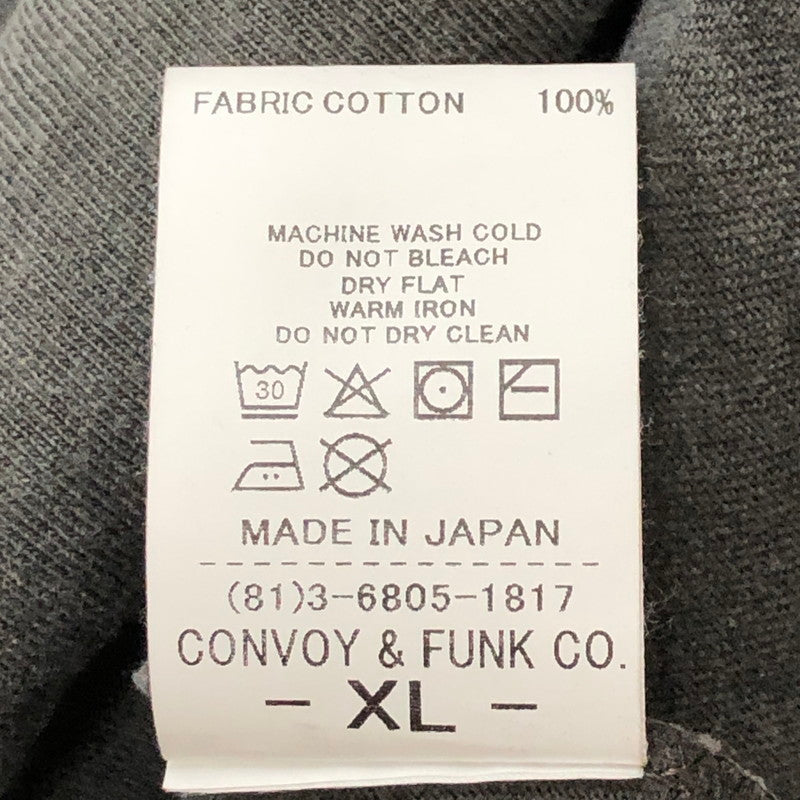 FABRIC COTTON 100%
MACHINE WASH COLD
DO NOT BLEACH
DRY FLAT
WARM IRON
DO NOT DRY CLEAN
30
MADE IN JAPAN
(81)3-6805-1817
CONVOY & FUNK CO.
- XL -